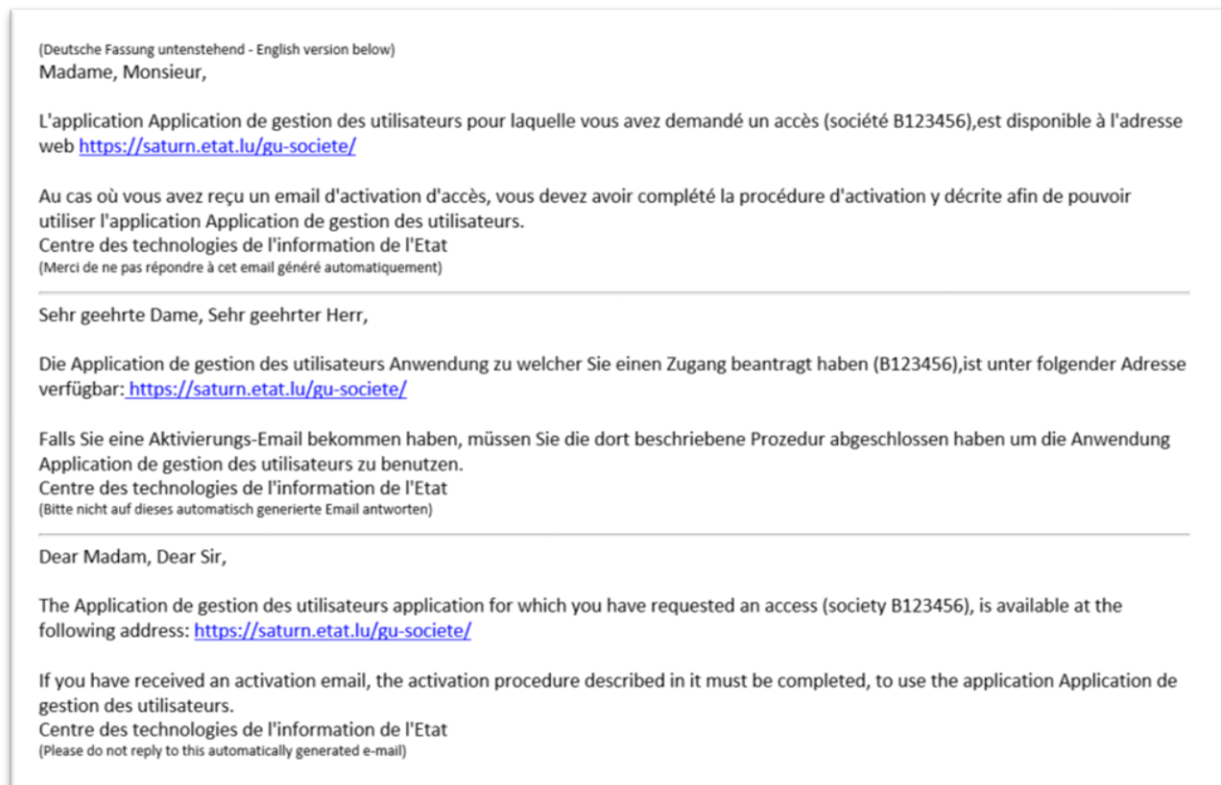 (Deutsche Fassung untenstehend - English version below)
Madame, Monsieur,
L'application Application de gestion des utilisateurs pour laquelle vous avez demandé un accès (société B123456),est disponible à l'adresse
web https://saturn.etat.lu/gu-societe/
Au cas où vous avez reçu un email d'activation d'accès, vous devez avoir complété la procédure d'activation y décrite afin de pouvoir
utiliser l'application Application de gestion des utilisateurs.
Centre des technologies de l'information de l'Etat
(Merci de ne pas répondre à cet email généré automatiquement)
Sehr geehrte Dame, Sehr geehrter Herr,
Die Application de gestion des utilisateurs Anwendung zu welcher Sie einen Zugang beantragt haben (B123456),ist unter folgender Adresse
verfügbar: https://saturn.etat.lu/gu-societe/
Falls Sie eine Aktivierungs-Email bekommen haben, müssen Sie die dort beschriebene Prozedur abgeschlossen haben um die Anwendung
Application de gestion des utilisateurs zu benutzen.
Centre des technologies de l'information de l'Etat
(Bitte nicht auf dieses automatisch generierte Email antworten)
Dear Madam, Dear Sir,
The Application de gestion des utilisateurs application for which you have requested an access (society B123456), is available at the
following address: https://saturn.etat.lu/gu-societe/
If you have received an activation email, the activation procedure described in it must be completed, to use the application Application de
gestion des utilisateurs.
Centre des technologies de l'information de l'Etat
(Please do not reply to this automatically generated e-mail)